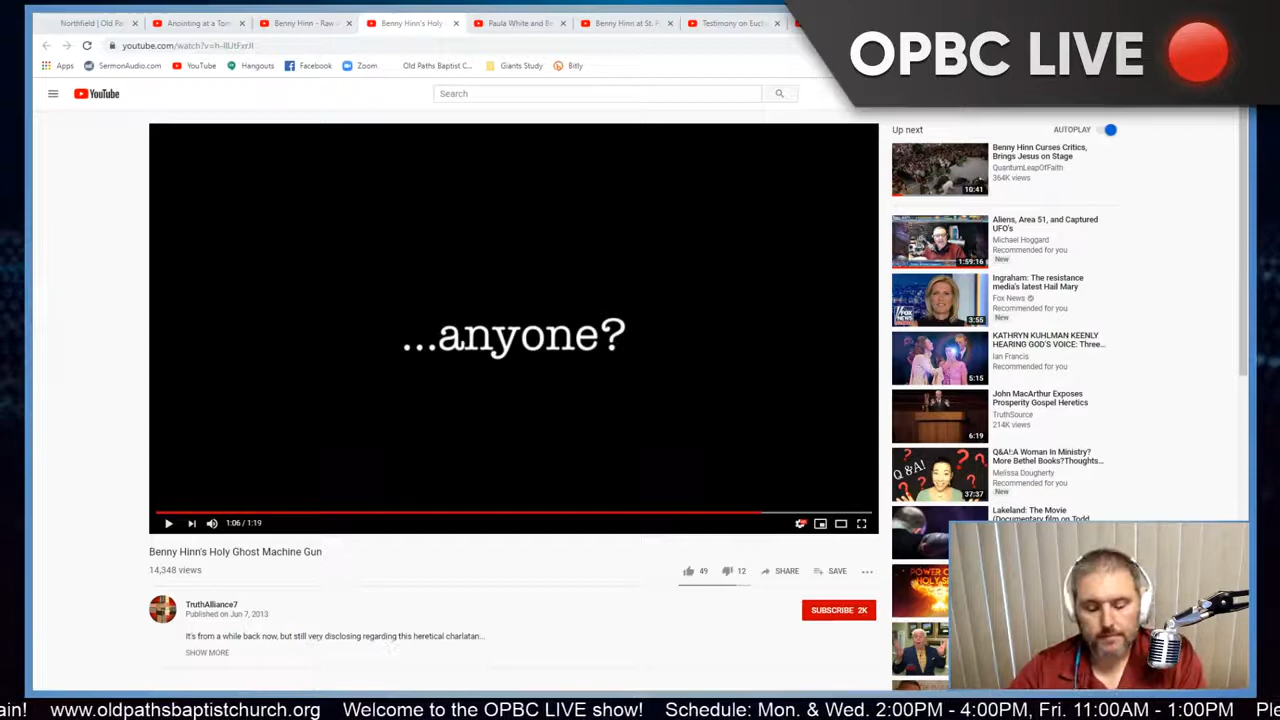 Northfield | Old Pa
Anointing at a Tom
Benny Hinn - Raw
Benny Hinn's Holy
Paula White and Be
Benny Hinn at St. P
Testimony on Euch
OPBC LIVE
Apps
SermonAudio.com
YouTube
Hangouts
Facebook
Zoom
Old Paths Baptist C...
Giants Study
Bitly
YouTube
Search
Up next
AUTOPLAY
...anyone?
1:06 / 1:19
Benny Hinn's Holy Ghost Machine Gun
14,348 views
49
12
SHARE
SAVE
TruthAlliance7
Published on Jun 7, 2013
SUBSCRIBE 2K
It's from a while back now, but still very disclosing regarding this heretical charlatan...
SHOW MORE
Benny Hinn Curses Critics,
Brings Jesus on Stage
QuantumLeapOfFaith
364K views
10:41
Aliens, Area 51, and Captured
UFO's
Michael Hoggard
Recommended for you
New
1:59:16
Ingraham: The resistance
media's latest Hail Mary
Fox News
Recommended for you
New
3:55
KATHRYN KUHLMAN KEENLY
HEARING GOD'S VOICE: Three...
Ian Francis
Recommended for you
5:15
John MacArthur Exposes
Prosperity Gospel Heretics
TruthSource
214K views
6:19
Q&A!:A Woman In Ministry?
More Bethel Books?Thoughts...
Melissa Dougherty
Recommended for you
New
Q & A!
37:37
Lakeland: The Movie
(Documentary film on Todd
POWER O
HOLY S
ain! www.oldpathsbaptistchurch.org Welcome to the OPBC LIVE show! Schedule: Mon. & Wed. 2:00PM - 4:00PM, Fri. 11:00AM - 1:00PM Ple